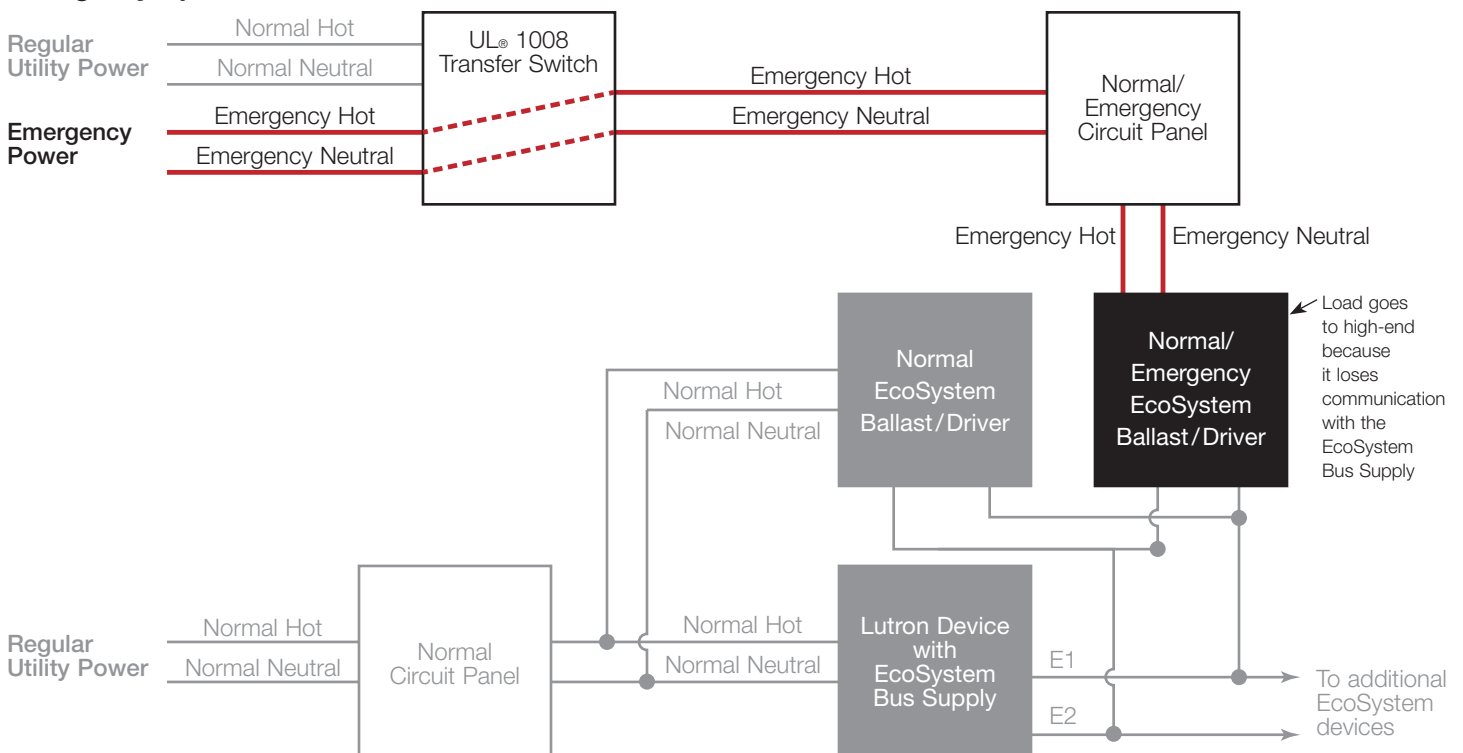 Regular
Utility Power
Normal Hot
Normal Neutral
UL® 1008
Transfer Switch
Emergency
Power
Emergency Hot
Emergency Neutral
Emergency Hot
Emergency Neutral
Normal/
Emergency
Circuit Panel
Emergency Hot
Emergency Neutral
Normal
EcoSystem
Ballast/Driver
Normal/
Emergency
EcoSystem
Ballast/Driver
Load goes
to high-end
because
it loses
communication
with the
EcoSystem
Bus Supply
Normal Hot
Normal Neutral
Regular
Utility Power
Normal Hot
Normal Neutral
Normal
Circuit Panel
Normal Hot
Normal Neutral
Lutron Device
with
EcoSystem
Bus Supply
E1
E2
To additional
EcoSystem
devices